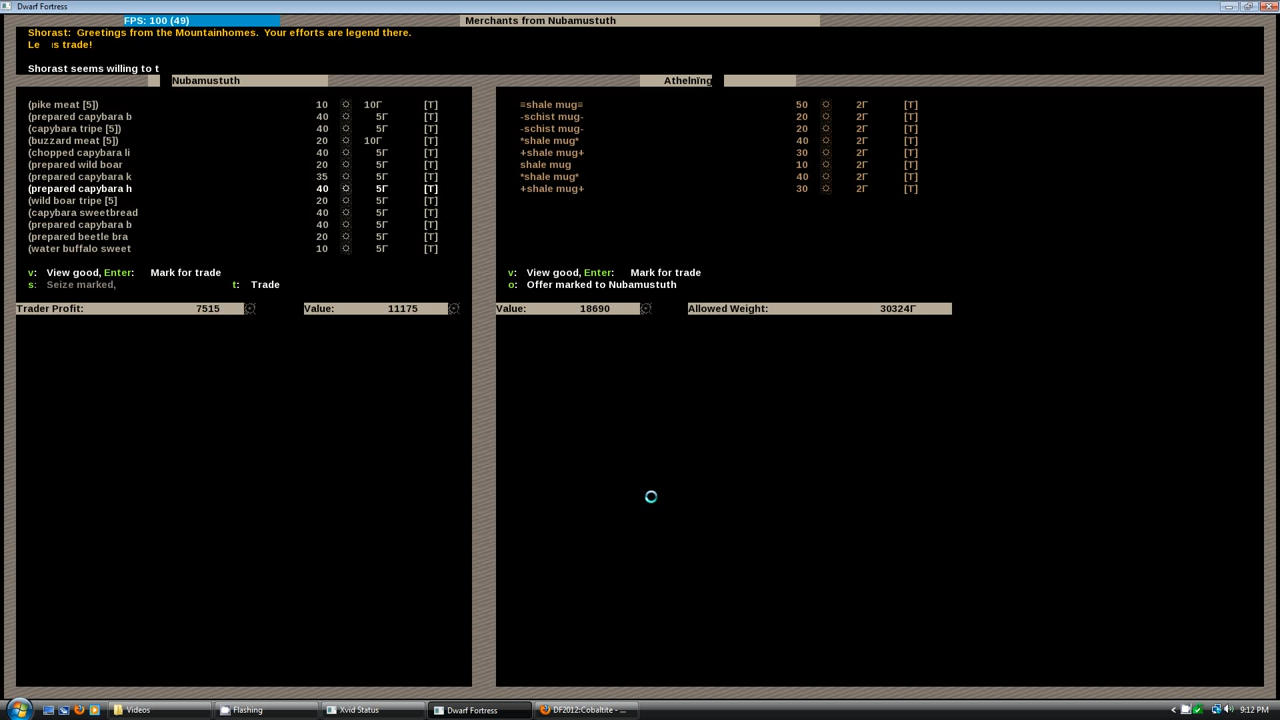 Dwarf Fortress
FPS: 100 (49)
Merchants from Nubamustuth
Shorast: Greetings from the Mountainhomes. Your efforts are legend there.
Le us trade!
Shorast seems willing to t
Nubamustuth
Athelnïng
(pike meat [5]) 10 ☼ 10Γ [T]
(prepared capybara b 40 ☼ 5Γ [T]
(capybara tripe [5]) 40 ☼ 5Γ [T]
(buzzard meat [5]) 20 ☼ 10Γ [T]
(chopped capybara li 40 ☼ 5Γ [T]
(prepared wild boar 20 ☼ 5Γ [T]
(prepared capybara k 35 ☼ 5Γ [T]
(prepared capybara h 40 ☼ 5Γ [T]
(wild boar tripe [5] 20 ☼ 5Γ [T]
(capybara sweetbread 40 ☼ 5Γ [T]
(prepared capybara b 40 ☼ 5Γ [T]
(prepared beetle bra 20 ☼ 5Γ [T]
(water buffalo sweet 10 ☼ 5Γ [T]
v: View good, Enter: Mark for trade
s: Seize marked, t: Trade
Trader Profit: 7515☼ Value: 11175☼
≡shale mug≡ 50 ☼ 2Γ [T]
-schist mug- 20 ☼ 2Γ [T]
-schist mug- 20 ☼ 2Γ [T]
*shale mug* 40 ☼ 2Γ [T]
+shale mug+ 30 ☼ 2Γ [T]
shale mug 10 ☼ 2Γ [T]
*shale mug* 40 ☼ 2Γ [T]
+shale mug+ 30 ☼ 2Γ [T]
v: View good, Enter: Mark for trade
o: Offer marked to Nubamustuth
Value: 18690☼ Allowed Weight: 30324Γ
Videos
Flashing
Xvid Status
Dwarf Fortress
DF2012:Cobaltite - ...
9:12 PM